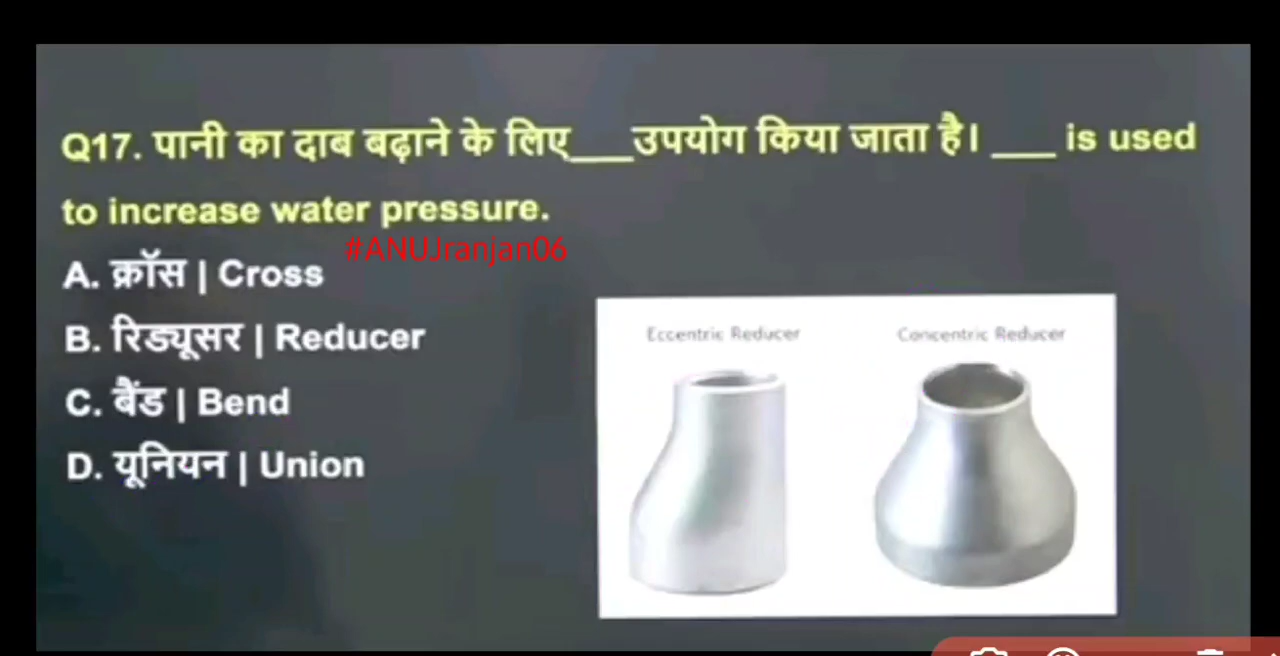 Q17. पानी का दाब बढ़ाने के लिए___उपयोग किया जाता है। ___ is used
to increase water pressure.
#ANUJranjan06
A. क्रॉस | Cross
B. रिड्यूसर | Reducer
C. बैंड | Bend
D. यूनियन | Union
Eccentric Reducer
Concentric Reducer